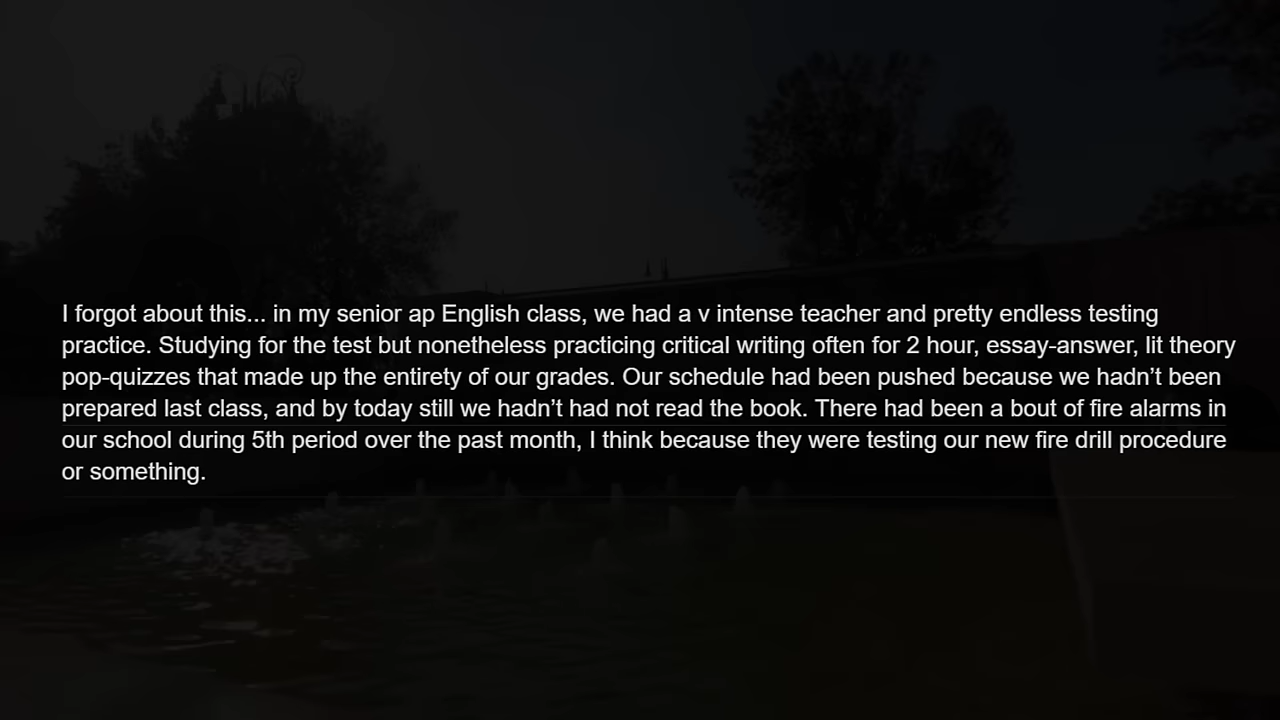 I forgot about this... in my senior ap English class, we had a v intense teacher and pretty endless testing
practice. Studying for the test but nonetheless practicing critical writing often for 2 hour, essay-answer, lit theory
pop-quizzes that made up the entirety of our grades. Our schedule had been pushed because we hadn’t been
prepared last class, and by today still we hadn’t had not read the book. There had been a bout of fire alarms in
our school during 5th period over the past month, I think because they were testing our new fire drill procedure
or something.